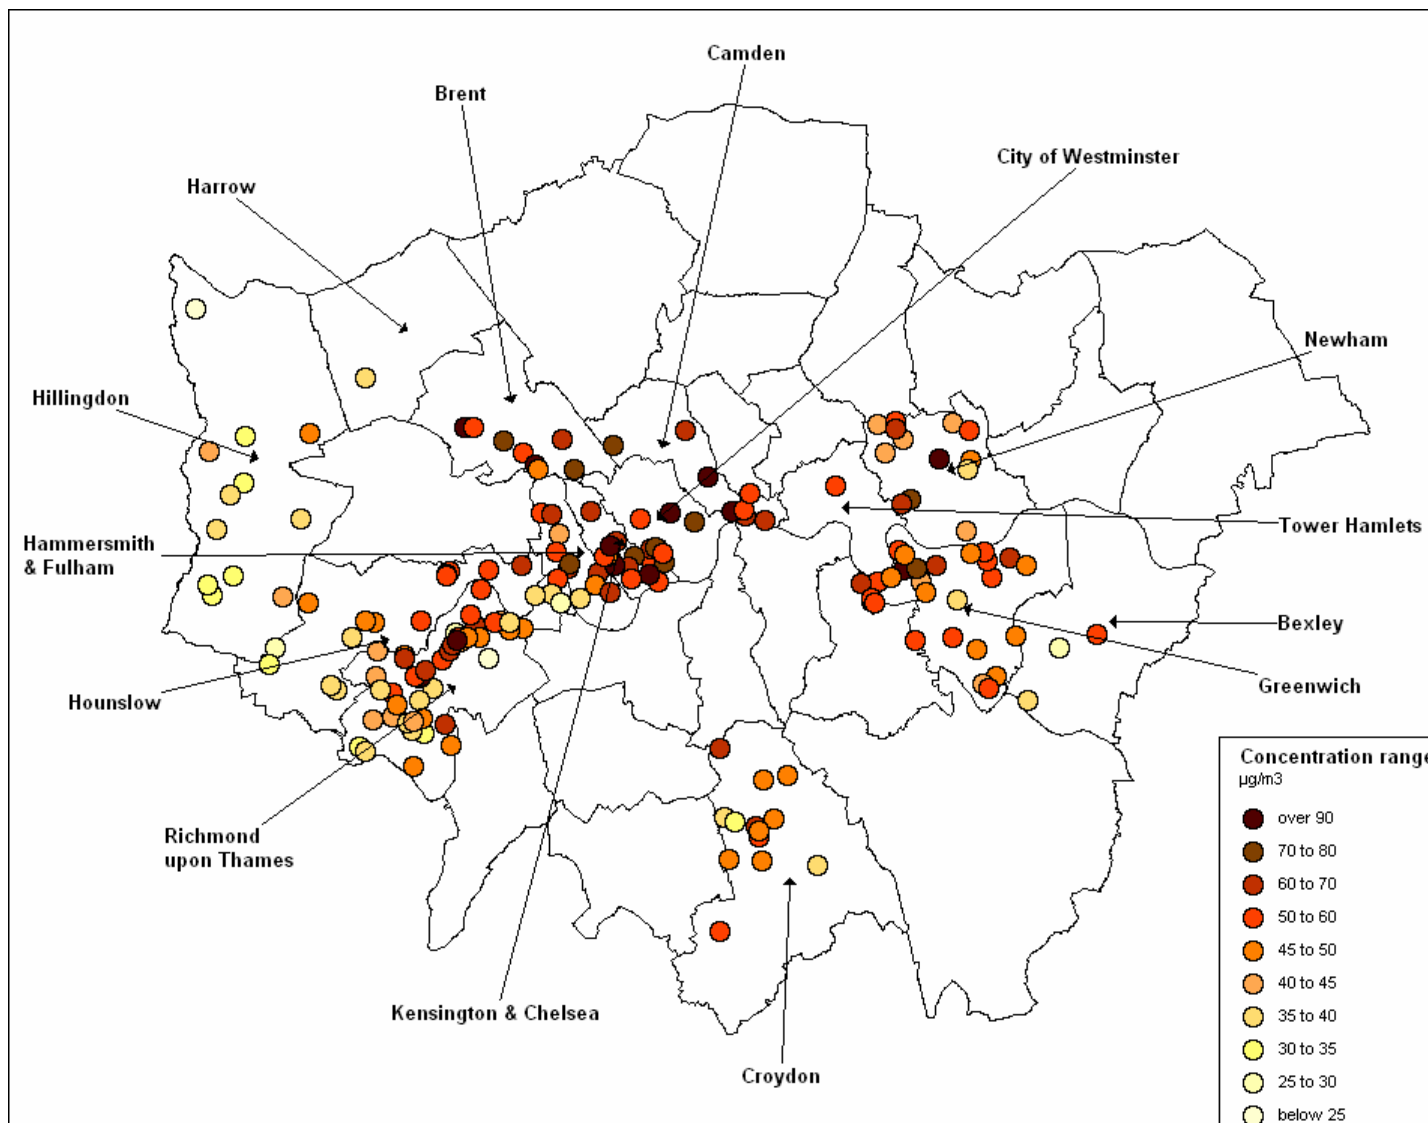 Camden
Brent
City of Westminster
Harrow
Newham
Hillingdon
Tower Hamlets
Hammersmith
& Fulham
Bexley
Greenwich
Hounslow
Richmond
upon Thames
Kensington & Chelsea
Croydon
Concentration range
µg/m3
over 90
70 to 80
60 to 70
50 to 60
45 to 50
40 to 45
35 to 40
30 to 35
25 to 30
below 25